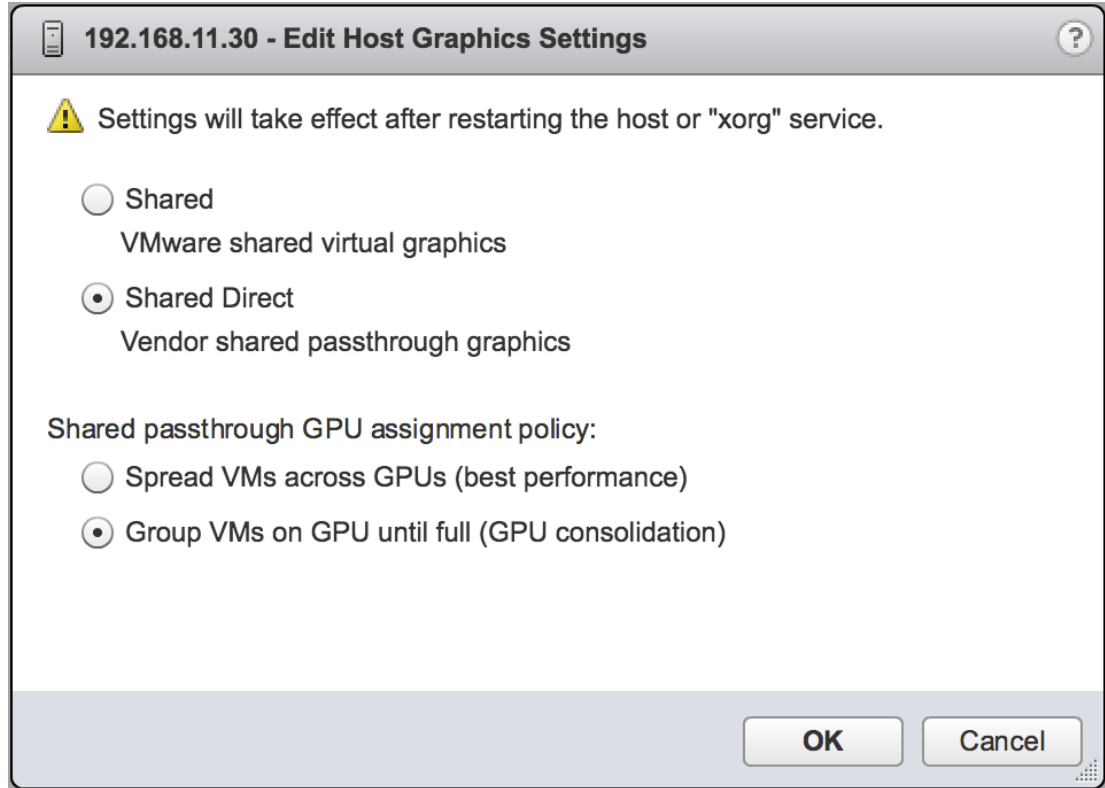 192.168.11.30 - Edit Host Graphics Settings
?
Settings will take effect after restarting the host or "xorg" service.
Shared
VMware shared virtual graphics
Shared Direct
Vendor shared passthrough graphics
Shared passthrough GPU assignment policy:
Spread VMs across GPUs (best performance)
Group VMs on GPU until full (GPU consolidation)
OK Cancel